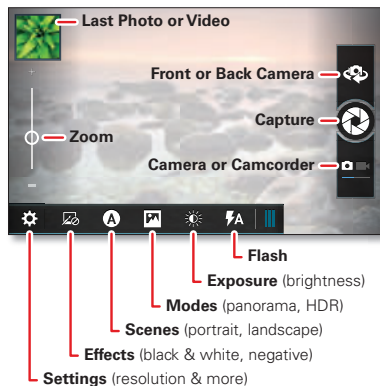 Last Photo or Video
Front or Back Camera
Capture
Zoom
Camera or Camcorder
A
A
Flash
Exposure (brightness)
Modes (panorama, HDR)
Scenes (portrait, landscape)
Effects (black & white, negative)
Settings (resolution & more)